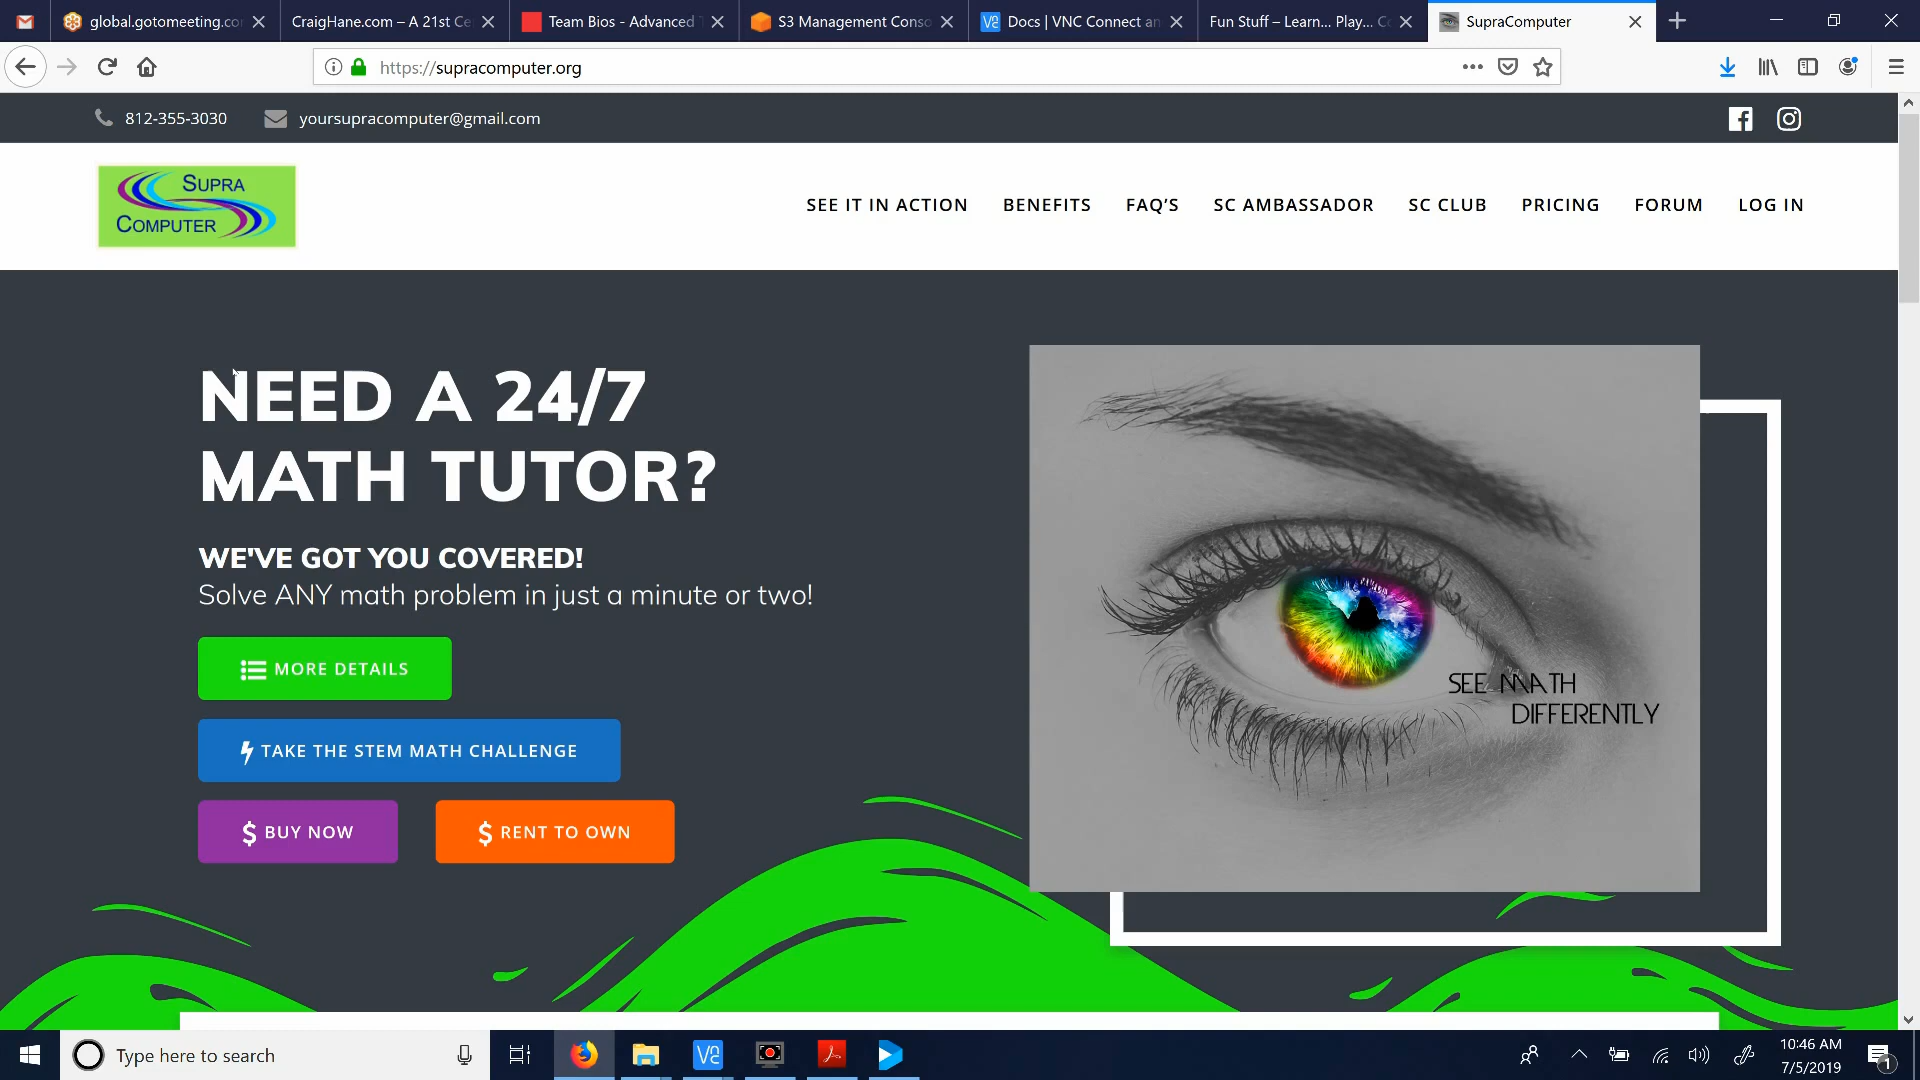 global.gotomeeting.co
CraigHane.com – A 21st Ce
Team Bios - Advanced
S3 Management Conso
VS
Docs | VNC Connect an
Fun Stuff – Learn... Play... Co
SupraComputer
https://supracomputer.org
812-355-3030
yoursupracomputer@gmail.com
SUPRA
COMPUTER
SEE IT IN ACTION
BENEFITS
FAQ'S
SC AMBASSADOR
SC CLUB
PRICING
FORUM
LOG IN
NEED A 24/7
MATH TUTOR?
WE'VE GOT YOU COVERED!
Solve ANY math problem in just a minute or two!
MORE DETAILS
TAKE THE STEM MATH CHALLENGE
$ BUY NOW
$ RENT TO OWN
SEE MATH
DIFFERENTLY
Type here to search
10:46 AM
7/5/2019
1